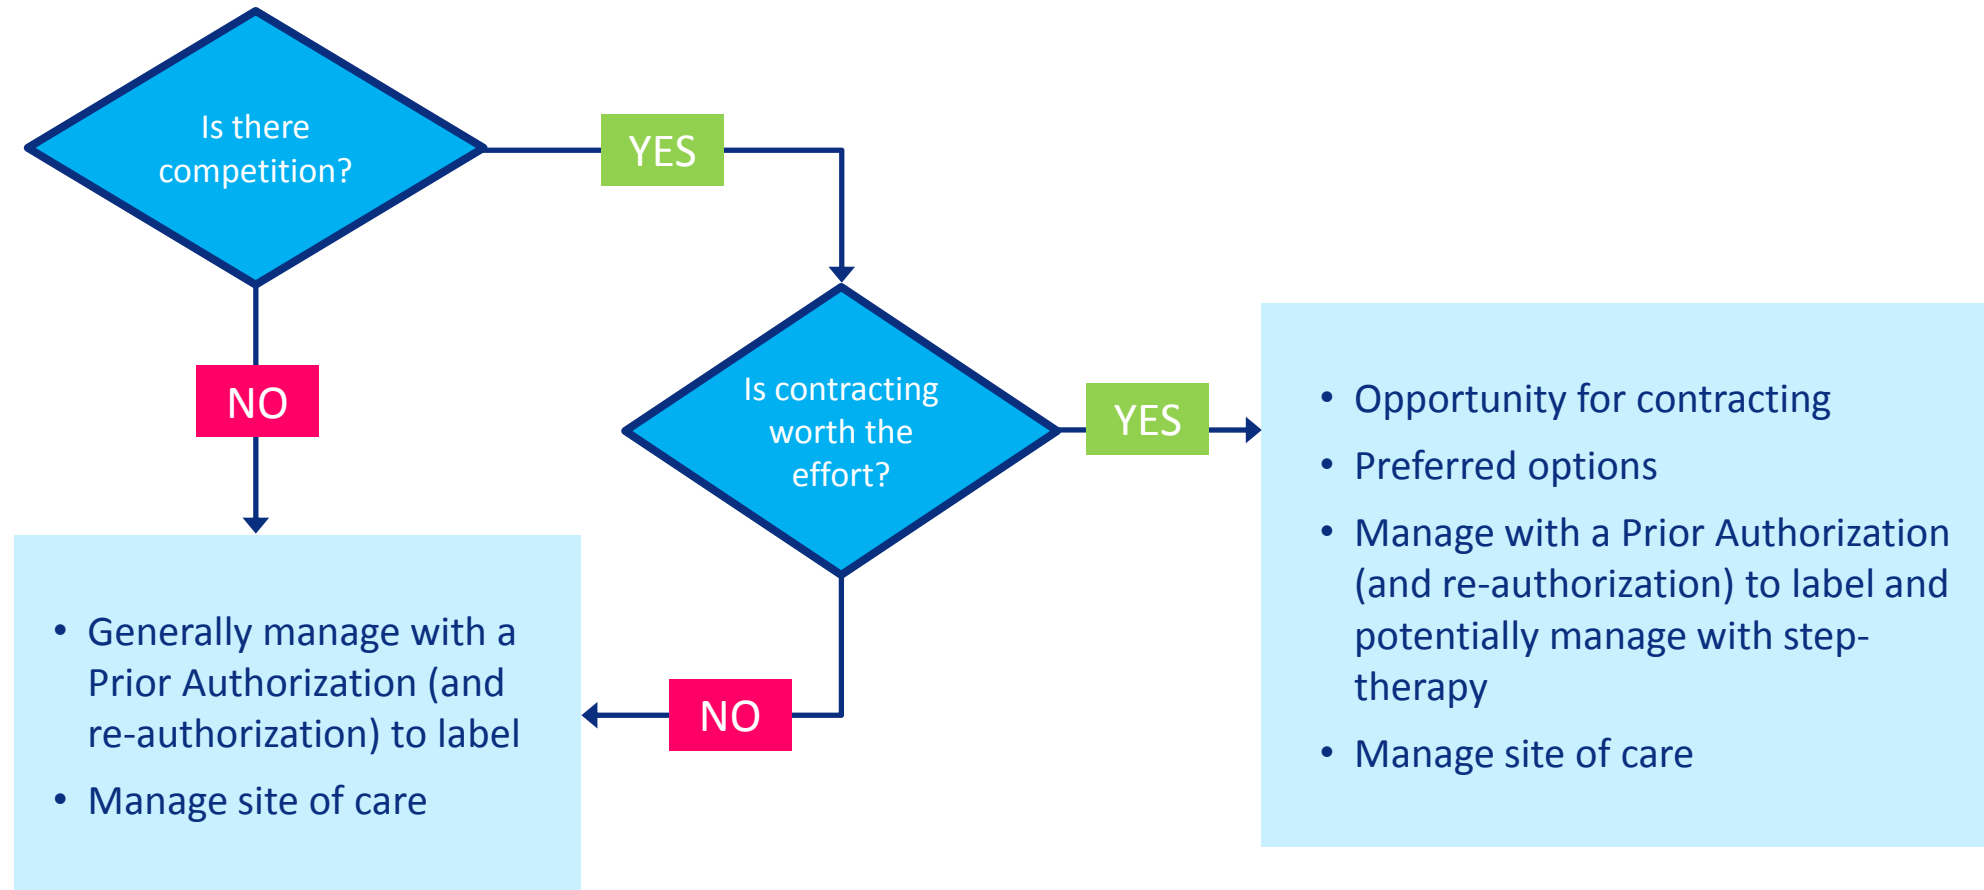 Is there
competition?
YES
NO
Is contracting
worth the
effort?
YES
NO
• Generally manage with a
Prior Authorization (and
re-authorization) to label
• Manage site of care
• Opportunity for contracting
• Preferred options
• Manage with a Prior Authorization
(and re-authorization) to label and
potentially manage with step-
therapy
• Manage site of care